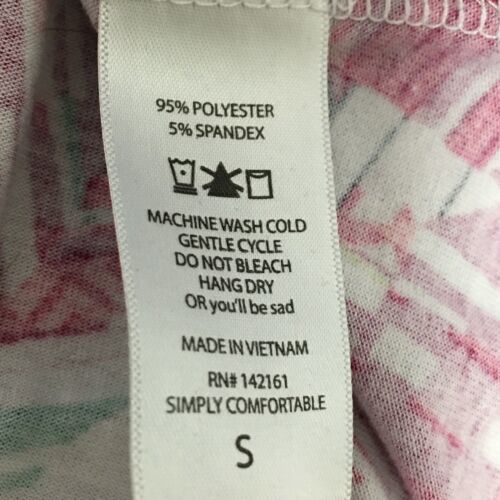 95% POLYESTER
5% SPANDEX
MACHINE WASH COLD
GENTLE CYCLE
DO NOT BLEACH
HANG DRY
OR you'll be sad
MADE IN VIETNAM
RN# 142161
SIMPLY COMFORTABLE
S